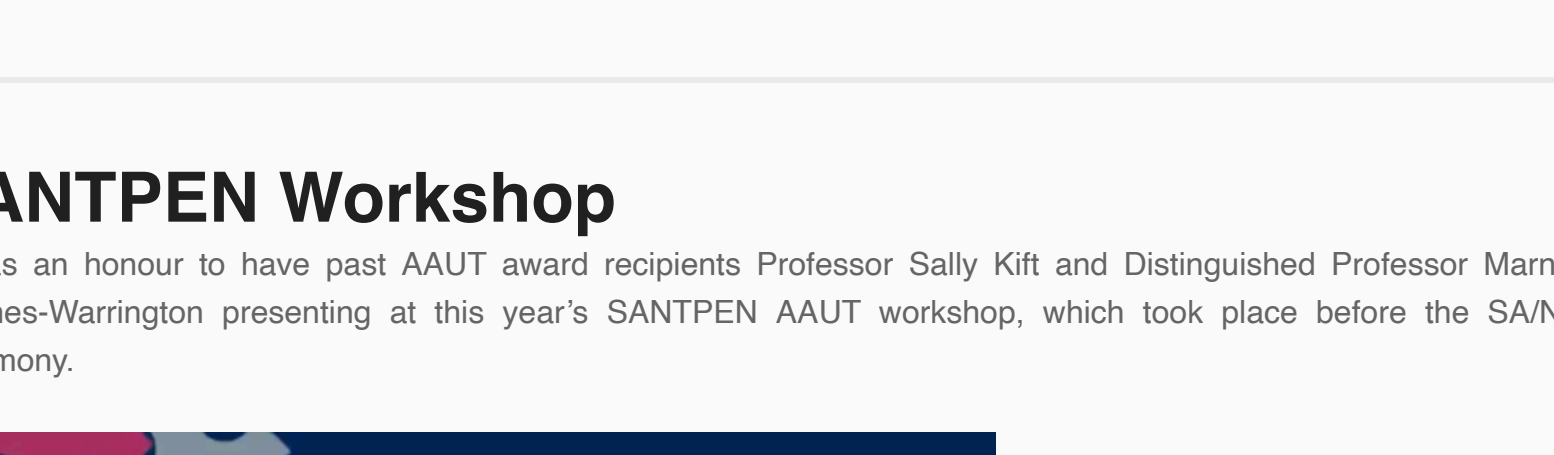 ANTPEN Workshop
s an honour to have past AAUT award recipients Professor Sally Kift and Distinguished Professor Marn
nes-Warrington presenting at this year’s SANTPEN AAUT workshop, which took place before the SA/N
mony.